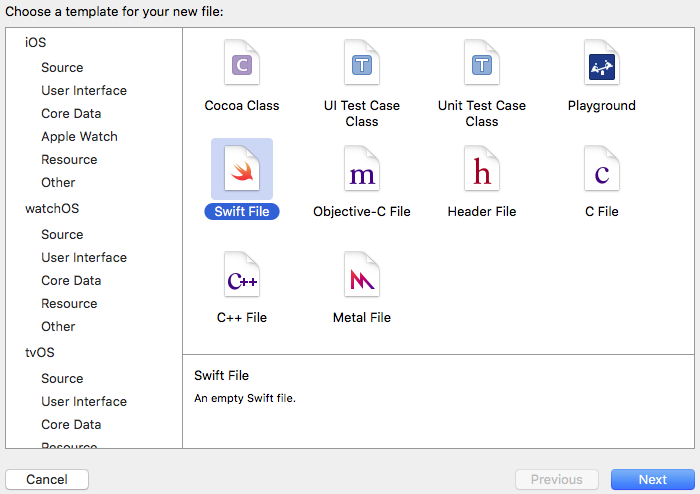 Choose a template for your new file:
iOS
Source
User Interface
Core Data
Apple Watch
Resource
Other
watchOS
Source
User Interface
Core Data
Resource
Other
tvOS
Source
User Interface
Core Data
Resource
C
Cocoa Class
T
UI Test Case
Class
T
Unit Test Case
Class
Playground
Swift File
m
Objective-C File
h
Header File
c
C File
C++
C++ File
Metal File
Swift File
An empty Swift file.
Cancel
Previous
Next